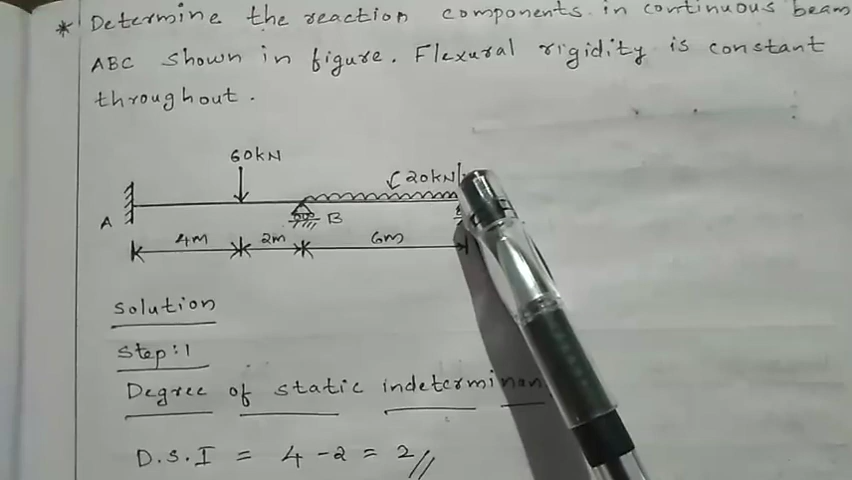 * Determine the reaction components in continuous beam
ABC shown in figure. Flexural rigidity is constant
throughout.
60kN
20kN/
A
B
4m
2m
6m
Solution
Step:1
Degree of static
D.S.I = 4 - 2 = 2//